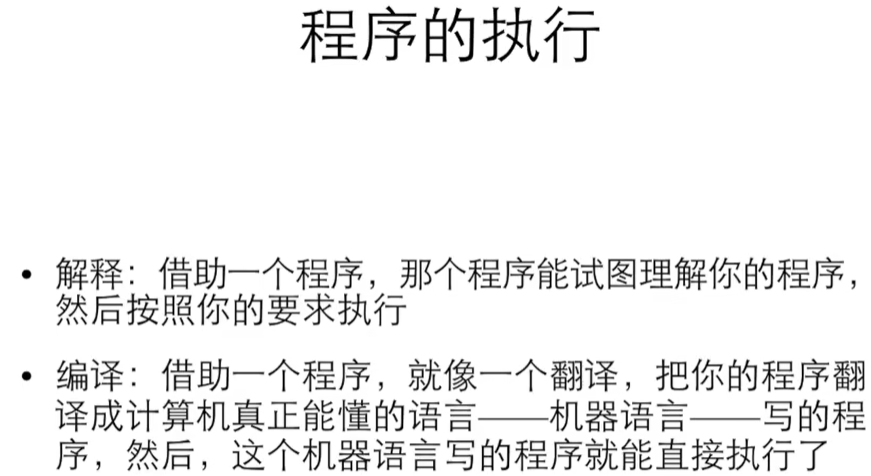 程序的执行
• 解释：借助一个程序，那个程序能试图理解你的程序，
然后按照你的要求执行
• 编译：借助一个程序，就像一个翻译，把你的程序翻
译成计算机真正能懂的语言——机器语言——写的程
序，然后，这个机器语言写的程序就能直接执行了